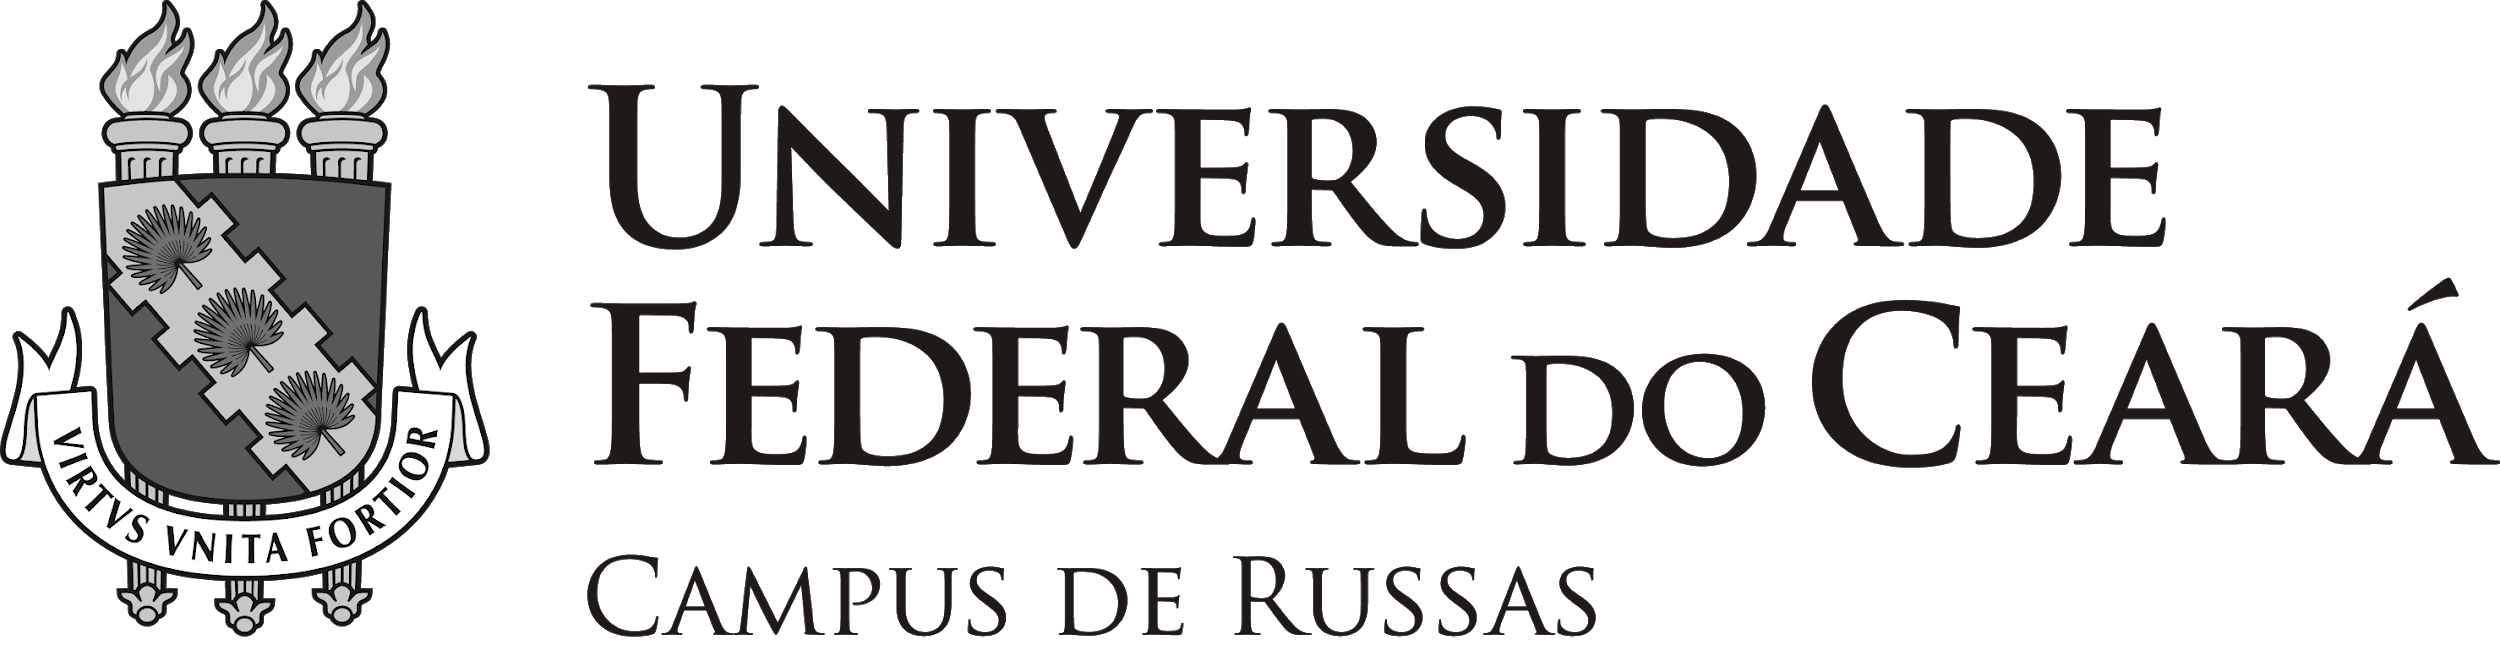 UNIVERSIDADE
FEDERAL DO CEARÁ
CAMPUS DE RUSSAS
VIRTVS VNITA FORTIOR